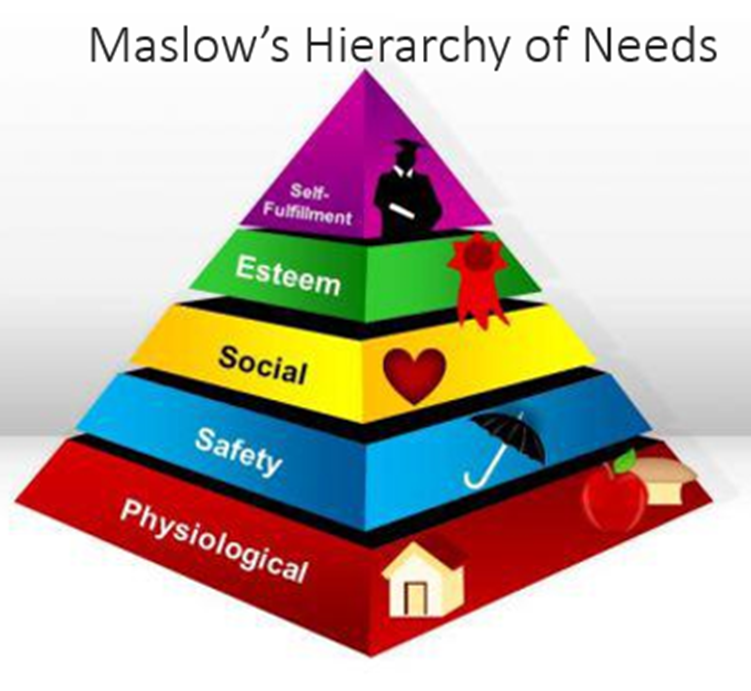 Maslow's Hierarchy of Needs
Self-
Fulfillment
Esteem
Social
Safety
Physiological